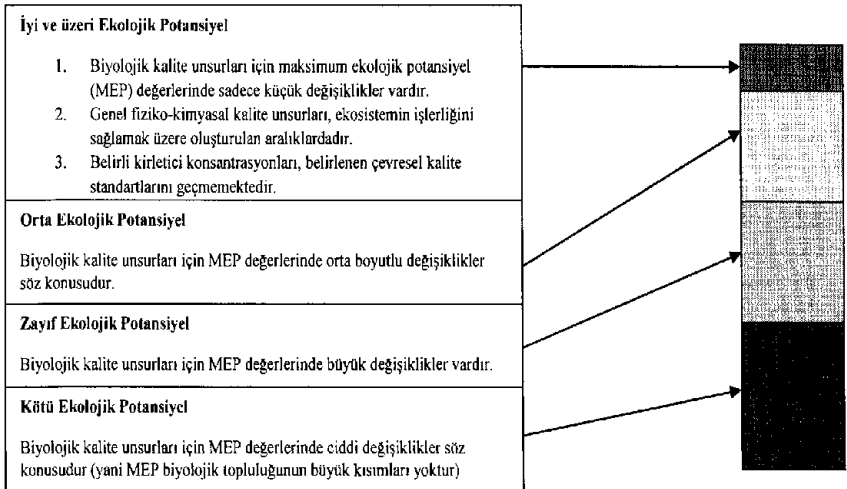 İyi ve üzeri Ekolojik Potansiyel
1. Biyolojik kalite unsurları için maksimum ekolojik potansiyel
(MEP) değerlerinde sadece küçük değişiklikler vardır.
2. Genel fiziko-kimyasal kalite unsurları, ekosistemin işlerliğini
sağlamak üzere oluşturulan aralıklardadır.
3. Belirli kirletici konsantrasyonları, belirlenen çevresel kalite
standartlarını geçmemektedir.
Orta Ekolojik Potansiyel
Biyolojik kalite unsurları için MEP değerlerinde orta boyutlu değişiklikler
söz konusudur.
Zayıf Ekolojik Potansiyel
Biyolojik kalite unsurları için MEP değerlerinde büyük değişiklikler vardır.
Kötü Ekolojik Potansiyel
Biyolojik kalite unsurları için MEP değerlerinde ciddi değişiklikler söz
konusudur (yani MEP biyolojik topluluğunun büyük kısımları yoktur)